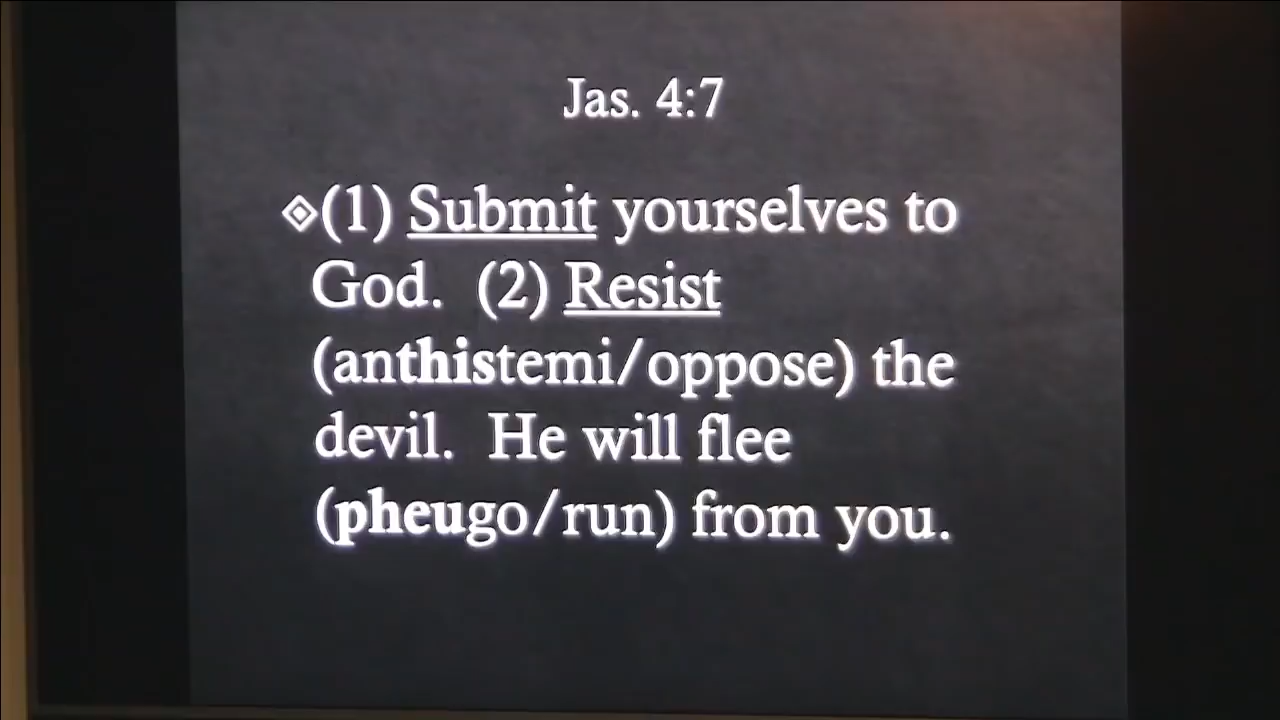 Jas. 4:7
(1) Submit yourselves to
God. (2) Resist
(anthistemi/oppose) the
devil. He will flee
(pheugo/run) from you.